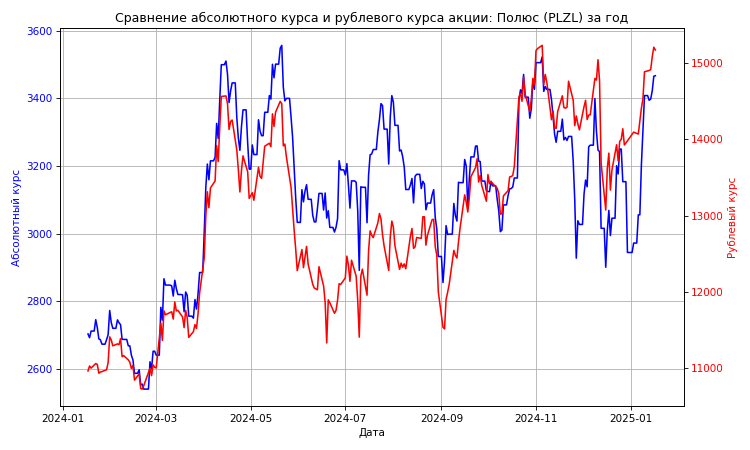 Сравнение абсолютного курса и рублевого курса акции: Полюс (PLZL) за год
3600
3400
3200
3000
2800
2600
Абсолютный курс
15000
14000
13000
12000
11000
Рублевый курс
2024-01 2024-03 2024-05 2024-07 2024-09 2024-11 2025-01
Дата